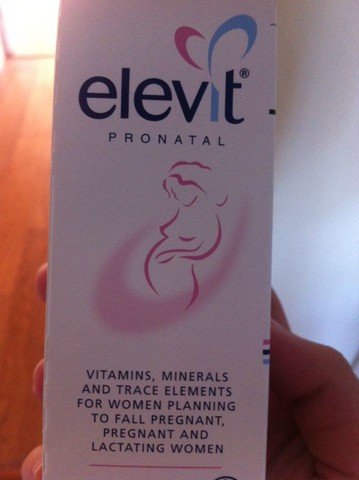 elevit®
PRONATAL
VITAMINS, MINERALS
AND TRACE ELEMENTS
FOR WOMEN PLANNING
TO FALL PREGNANT,
PREGNANT AND
LACTATING WOMEN